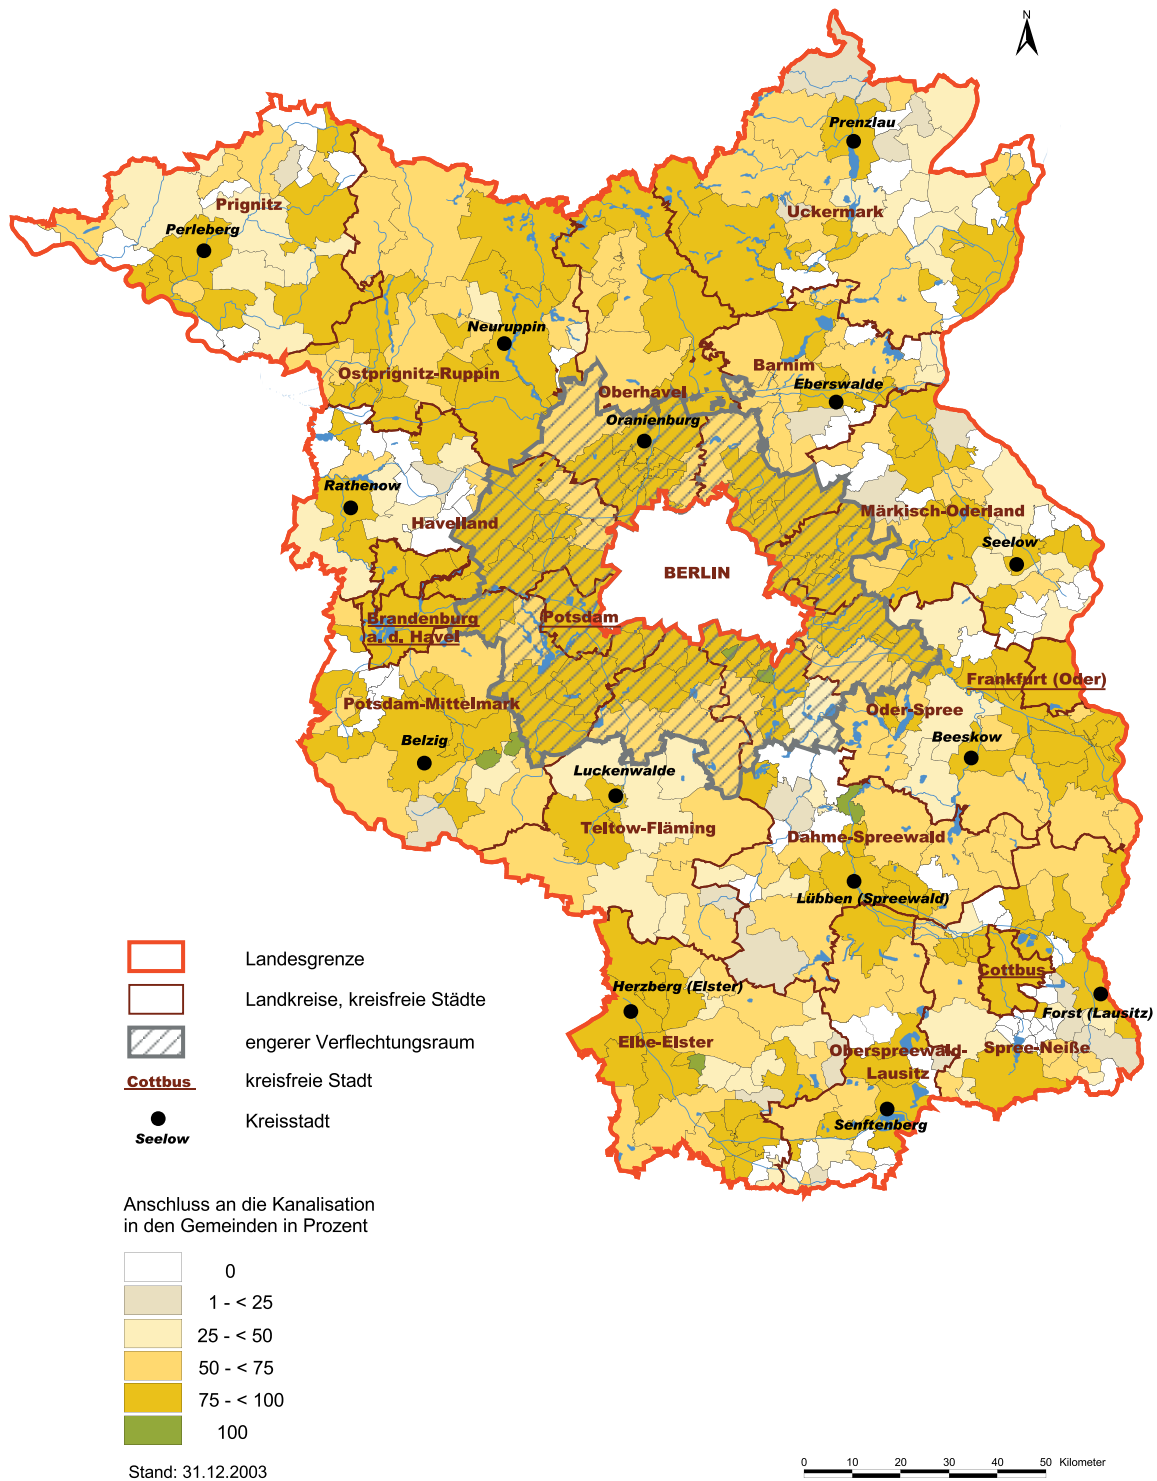 N
Prenzlau
Prignitz
Uckermark
Perleberg
Neuruppin
Ostprignitz-Ruppin
Barnim
Eberswalde
Oberhavel
Oranienburg
Rathenow
Havelland
Märkisch-Oderland
Seelow
BERLIN
Brandenburg
a. d. Havel
Potsdam
Frankfurt (Oder)
Potsdam-Mittelmark
Oder-Spree
Belzig
Beeskow
Luckenwalde
Teltow-Fläming
Dahme-Spreewald
Lübben (Spreewald)
Cottbus
Herzberg (Elster)
Forst (Lausitz)
Elbe-Elster
Oberspreewald-
Lausitz
Spree-Neiße
Senftenberg
Landesgrenze
Landkreise, kreisfreie Städte
engerer Verflechtungsraum
Cottbus kreisfreie Stadt
Kreisstadt
Seelow
Anschluss an die Kanalisation
in den Gemeinden in Prozent
0
1 - < 25
25 - < 50
50 - < 75
75 - < 100
100
Stand: 31.12.2003
0 10 20 30 40 50 Kilometer